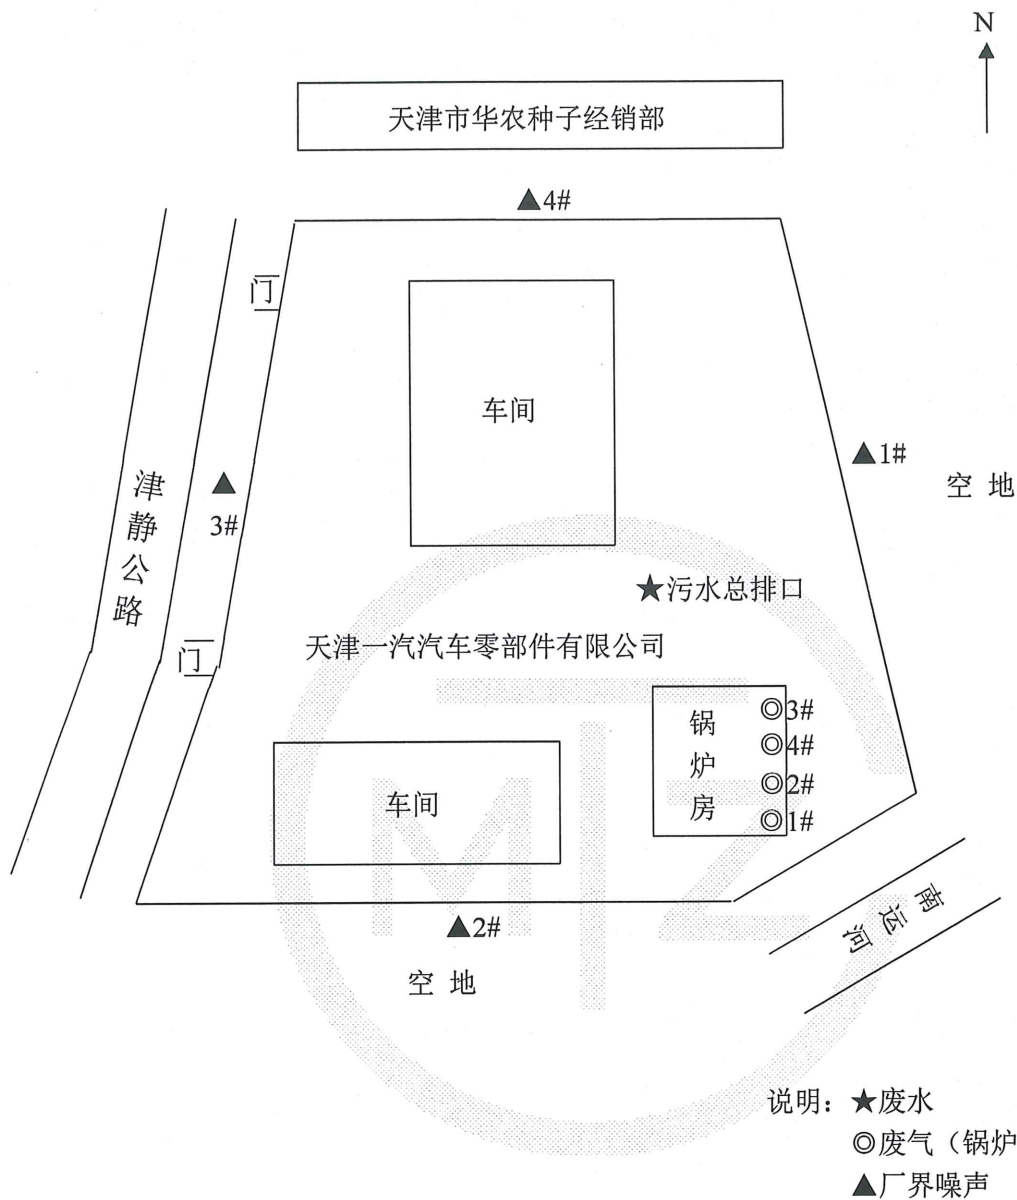 N
天津市华农种子经销部
▲4#
门
车间
▲1#
空 地
津静公路
▲
3#
★污水总排口
门
天津一汽汽车零部件有限公司
锅炉房
◎3#
◎4#
◎2#
◎1#
车间
南运河
▲2#
空 地
MTZ
说明：★废水
◎废气（锅炉
▲厂界噪声